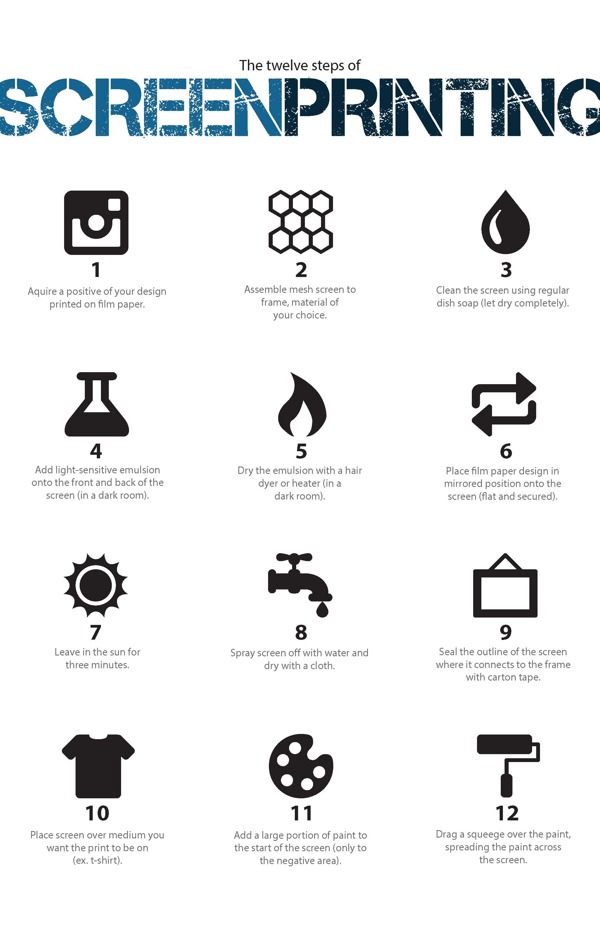 The twelve steps of
SCREENPRINTING
1
Aquire a positive of your design
printed on film paper.
2
Assemble mesh screen to
frame, material of
your choice.
3
Clean the screen using regular
dish soap (let dry completely).
4
Add light-sensitive emulsion
onto the front and back of the
screen (in a dark room).
5
Dry the emulsion with a hair
dyer or heater (in a
dark room).
6
Place film paper design in
mirrored position onto the
screen (flat and secured).
7
Leave in the sun for
three minutes.
8
Spray screen off with water and
dry with a cloth.
9
Seal the outline of the screen
where it connects to the frame
with carton tape.
10
Place screen over medium you
want the print to be on
(ex. t-shirt).
11
Add a large portion of paint to
the start of the screen (only to
the negative area).
12
Drag a squeege over the paint,
spreading the paint across
the screen.